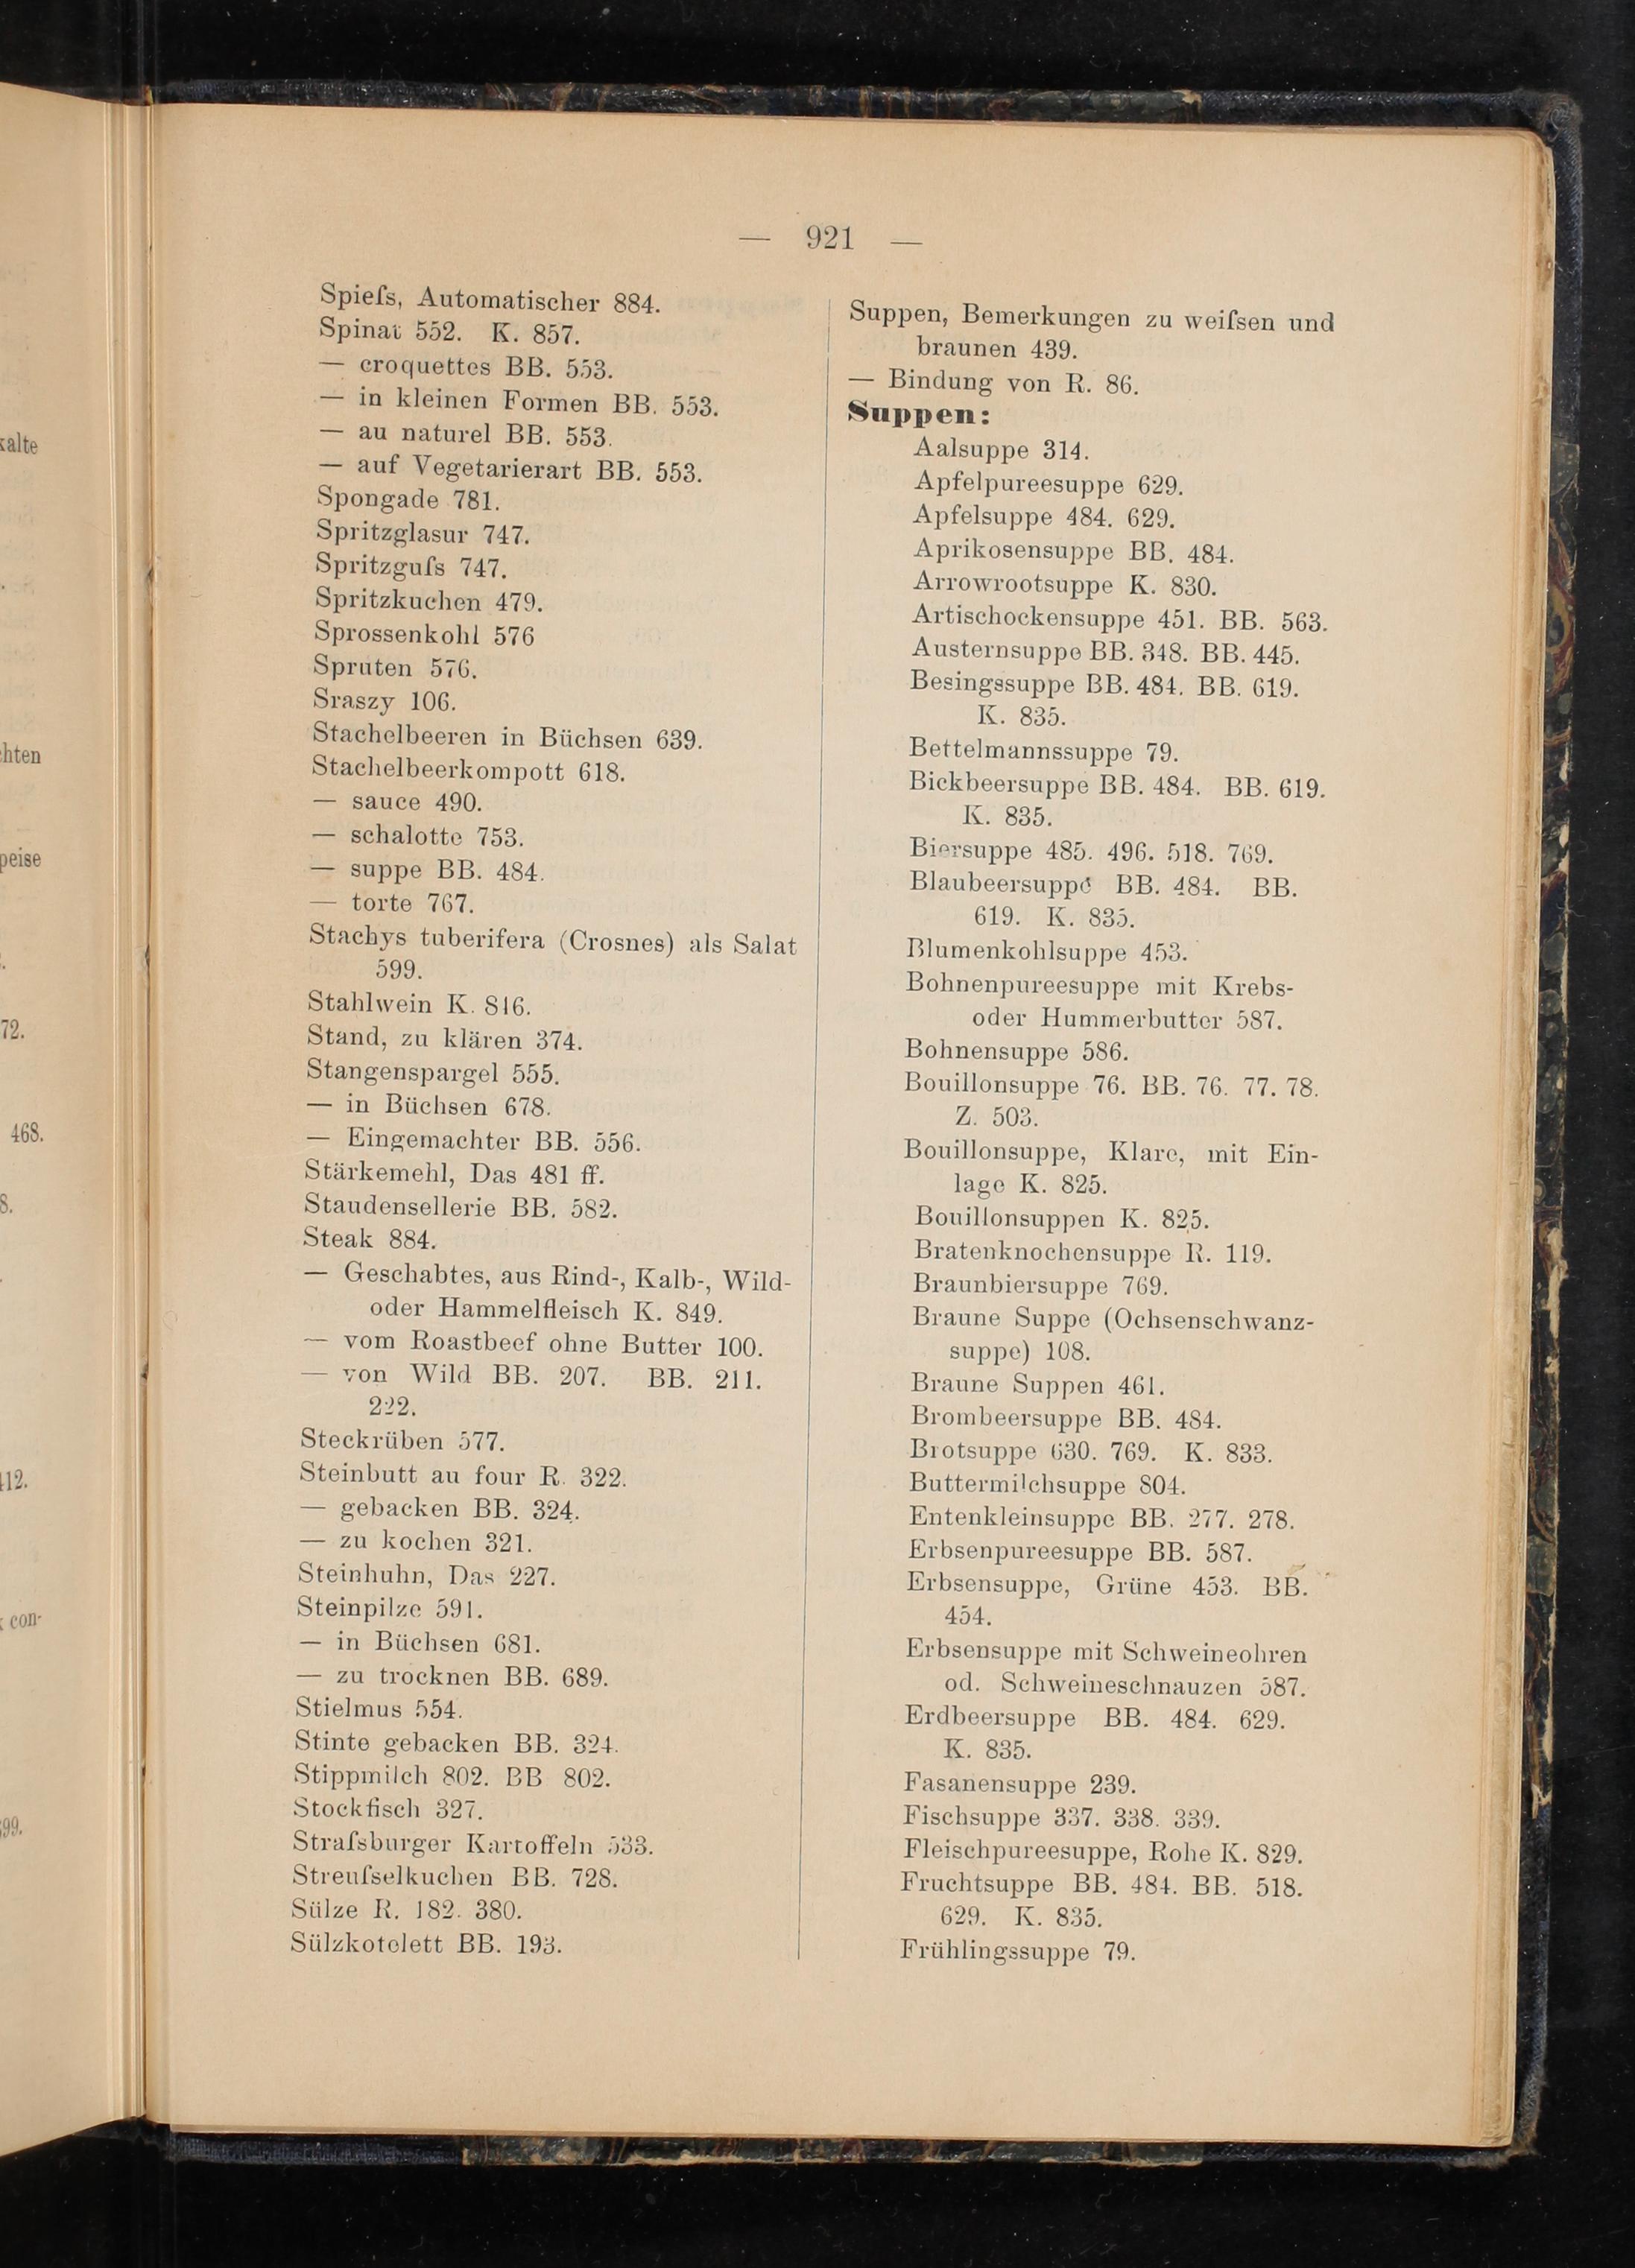 — 921 —
Spieſs, Automatischer 884.
Spinat 552. K. 857.
— croquettes BB. 553.
— in kleinen Formen BB. 553.
— au naturel BB. 553.
— auf Vegetarierart BB. 553.
Spongade 781.
Spritzglasur 747.
Spritzguſs 747.
Spritzkuchen 479.
Sprossenkohl 576
Spruten 576.
Sraszy 106.
Stachelbeeren in Büchsen 639.
Stachelbeerkompott 618.
— sauce 490.
— schalotte 753.
— suppe BB. 484.
— torte 767.
Stachys tuberifera (Crosnes) als Salat
599.
Stahlwein K. 816.
Stand, zu klären 374.
Stangenspargel 555.
— in Büchsen 678.
— Eingemachter BB. 556.
Stärkemehl, Das 481 ff.
Staudensellerie BB. 582.
Steak 884.
— Geschabtes, aus Rind-, Kalb-, Wild-
oder Hammelfleisch K. 849.
— vom Roastbeef ohne Butter 100.
— von Wild BB. 207. BB. 211.
222.
Steckrüben 577.
Steinbutt au four R. 322.
— gebacken BB. 324.
— zu kochen 321.
Steinhuhn, Das 227.
Steinpilze 591.
— in Büchsen 681.
— zu trocknen BB. 689.
Stielmus 554.
Stinte gebacken BB. 324.
Stippmilch 802. BB 802.
Stockfisch 327.
Straſsburger Kartoffeln 533.
Streuſselkuchen BB. 728.
Sülze R. 182. 380.
Sülzkotelett BB. 193.
Suppen, Bemerkungen zu weiſsen und
braunen 439.
— Bindung von R. 86.
Suppen:
Aalsuppe 314.
Apfelpureesuppe 629.
Apfelsuppe 484. 629.
Aprikosensuppe BB. 484.
Arrowrootsuppe K. 830.
Artischockensuppe 451. BB. 563.
Austernsuppe BB. 348. BB. 445.
Besingssuppe BB. 484. BB. 619.
K. 835.
Bettelmannssuppe 79.
Bickbeersuppe BB. 484. BB. 619.
K. 835.
Biersuppe 485. 496. 518. 769.
Blaubeersuppe BB. 484. BB.
619. K. 835.
Blumenkohlsuppe 453.
Bohnenpureesuppe mit Krebs-
oder Hummerbutter 587.
Bohnensuppe 586.
Bouillonsuppe 76. BB. 76. 77. 78.
Z. 503.
Bouillonsuppe, Klare, mit Ein-
lage K. 825.
Bouillonsuppen K. 825.
Bratenknochensuppe R. 119.
Braunbiersuppe 769.
Braune Suppe (Ochsenschwanz-
suppe) 108.
Braune Suppen 461.
Brombeersuppe BB. 484.
Brotsuppe 630. 769. K. 833.
Buttermilchsuppe 804.
Entenkleinsuppe BB. 277. 278.
Erbsenpureesuppe BB. 587.
Erbsensuppe, Grüne 453. BB.
454.
Erbsensuppe mit Schweineohren
od. Schweineschnauzen 587.
Erdbeersuppe BB. 484. 629.
K. 835.
Fasanensuppe 239.
Fischsuppe 337. 338. 339.
Fleischpureesuppe, Rohe K. 829.
Fruchtsuppe BB. 484. BB. 518.
629. K. 835.
Frühlingssuppe 79.